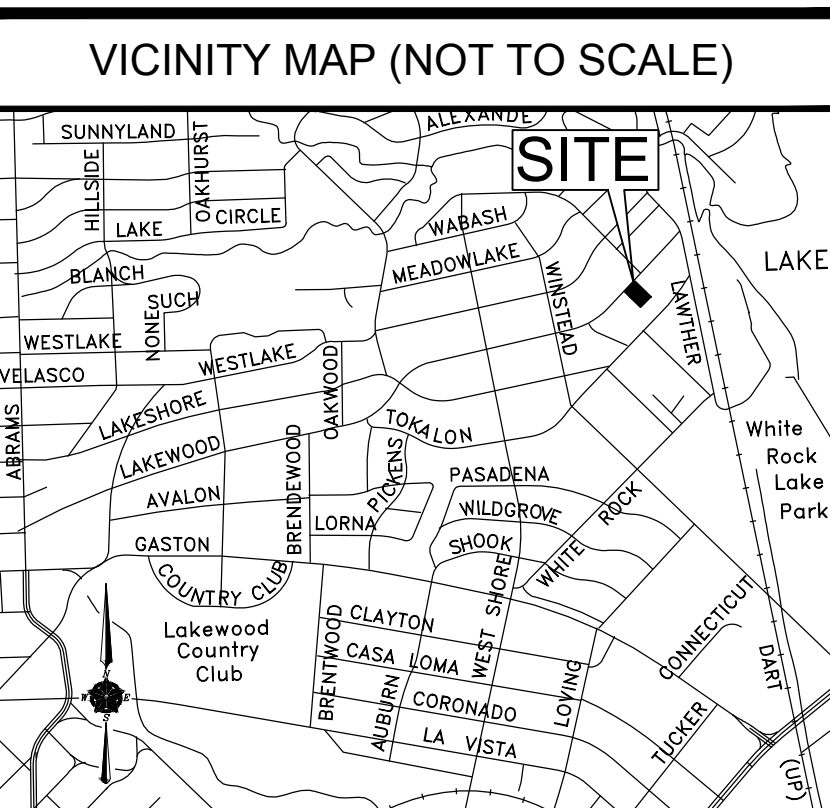 VICINITY MAP (NOT TO SCALE)
ALEXANDE
SUNNYLAND
OAKHURST
SITE
HILLSIDE
CIRCLE
LAKE
WABASH
MEADOWLAKE
LAKE
BLANCH
WINSTEAD
LAWTHER
NONE
SUCH
WESTLAKE
WESTLAKE
OAKWOOD
VELASCO
LAKESHORE
ABRAMS
TOKALON
White
Rock
Lake
Park
LAKEWOOD
BRENDEWOOD
PICKENS
PASADENA
AVALON
LORNA
WILDGROVE
WHITE ROCK
GASTON
SHOOK
COUNTRY CLUB
WEST SHORE
CONNECTICUT
Lakewood
Country
Club
BRENTWOOD
CLAYTON
CASA LOMA
DART
(UP)
N
W E
S
AUBURN
CORONADO
LOVING
TUCKER
LA VISTA